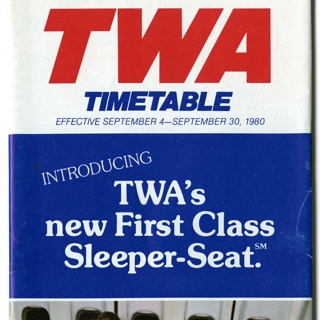 TWA
TIMETABLE
EFFECTIVE SEPTEMBER 4—SEPTEMBER 30, 1980
INTRODUCING
TWA's
new First Class
Sleeper-Seat.℠